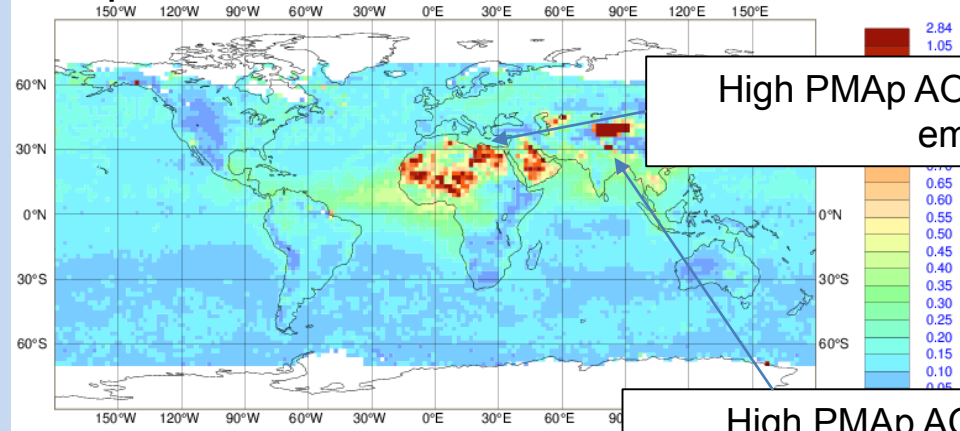 150°W 120°W 90°W 60°W 30°W 0°E 30°E 60°E 90°E 120°E 150°E
2.84
1.05
60°N
High PMAp AO
em
30°N
0.65
0.60
0°N 0°N
0.55
0.50
0.45
0.40
30°S 30°S
0.35
0.30
0.25
60°S 60°S
0.20
0.15
0.10
0.05
150°W 120°W 90°W 60°W 30°W 0°E 30°E 60°E
High PMAp AO